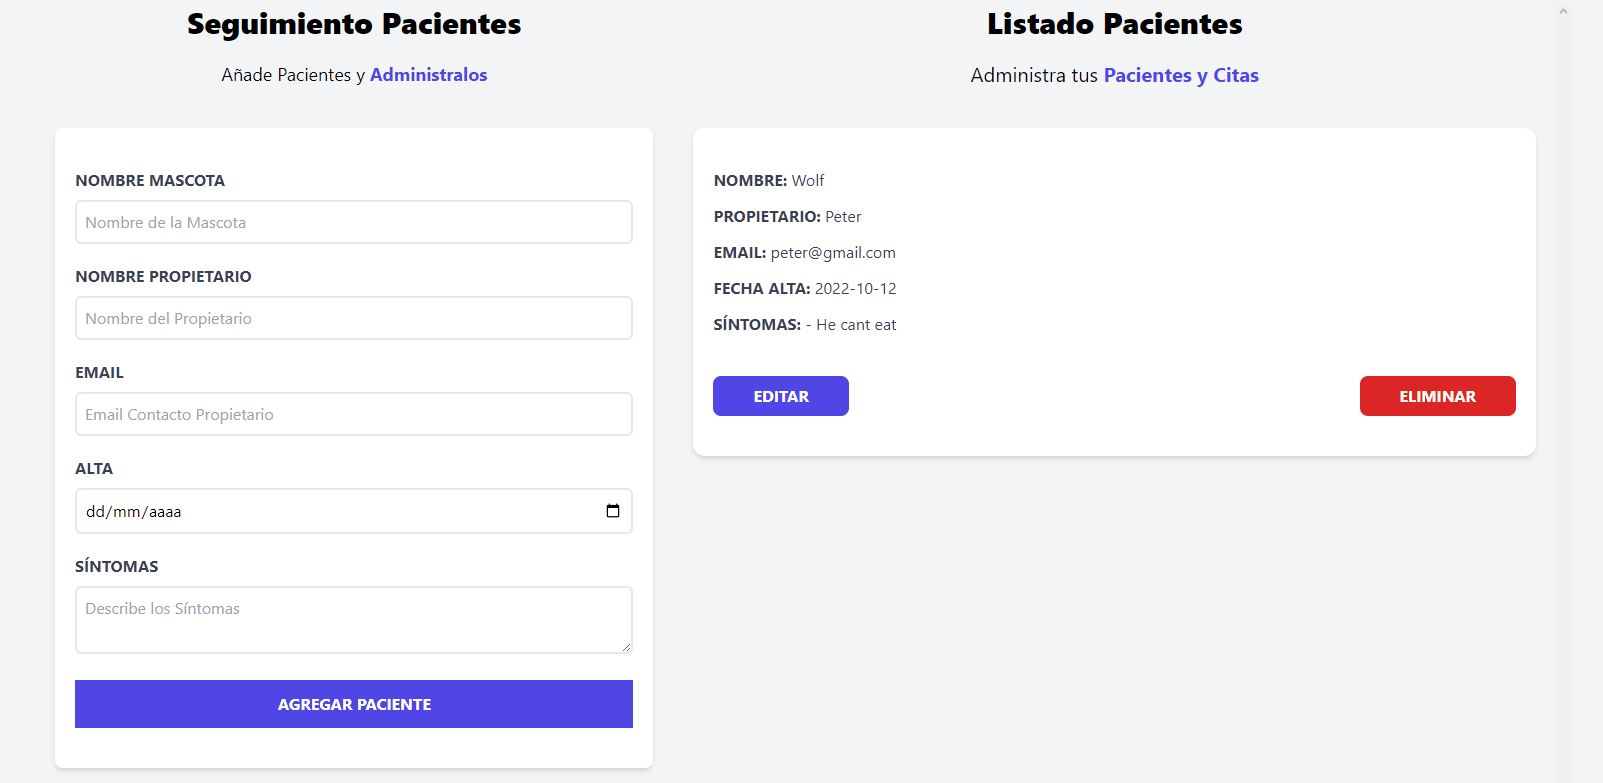 Seguimiento Pacientes
Añade Pacientes y Administralos
NOMBRE MASCOTA
Nombre de la Mascota
NOMBRE PROPIETARIO
Nombre del Propietario
EMAIL
Email Contacto Propietario
ALTA
dd/mm/aaaa
SÍNTOMAS
Describe los Síntomas
AGREGAR PACIENTE
Listado Pacientes
Administra tus Pacientes y Citas
NOMBRE: Wolf
PROPIETARIO: Peter
EMAIL: peter@gmail.com
FECHA ALTA: 2022-10-12
SÍNTOMAS: - He cant eat
EDITAR
ELIMINAR